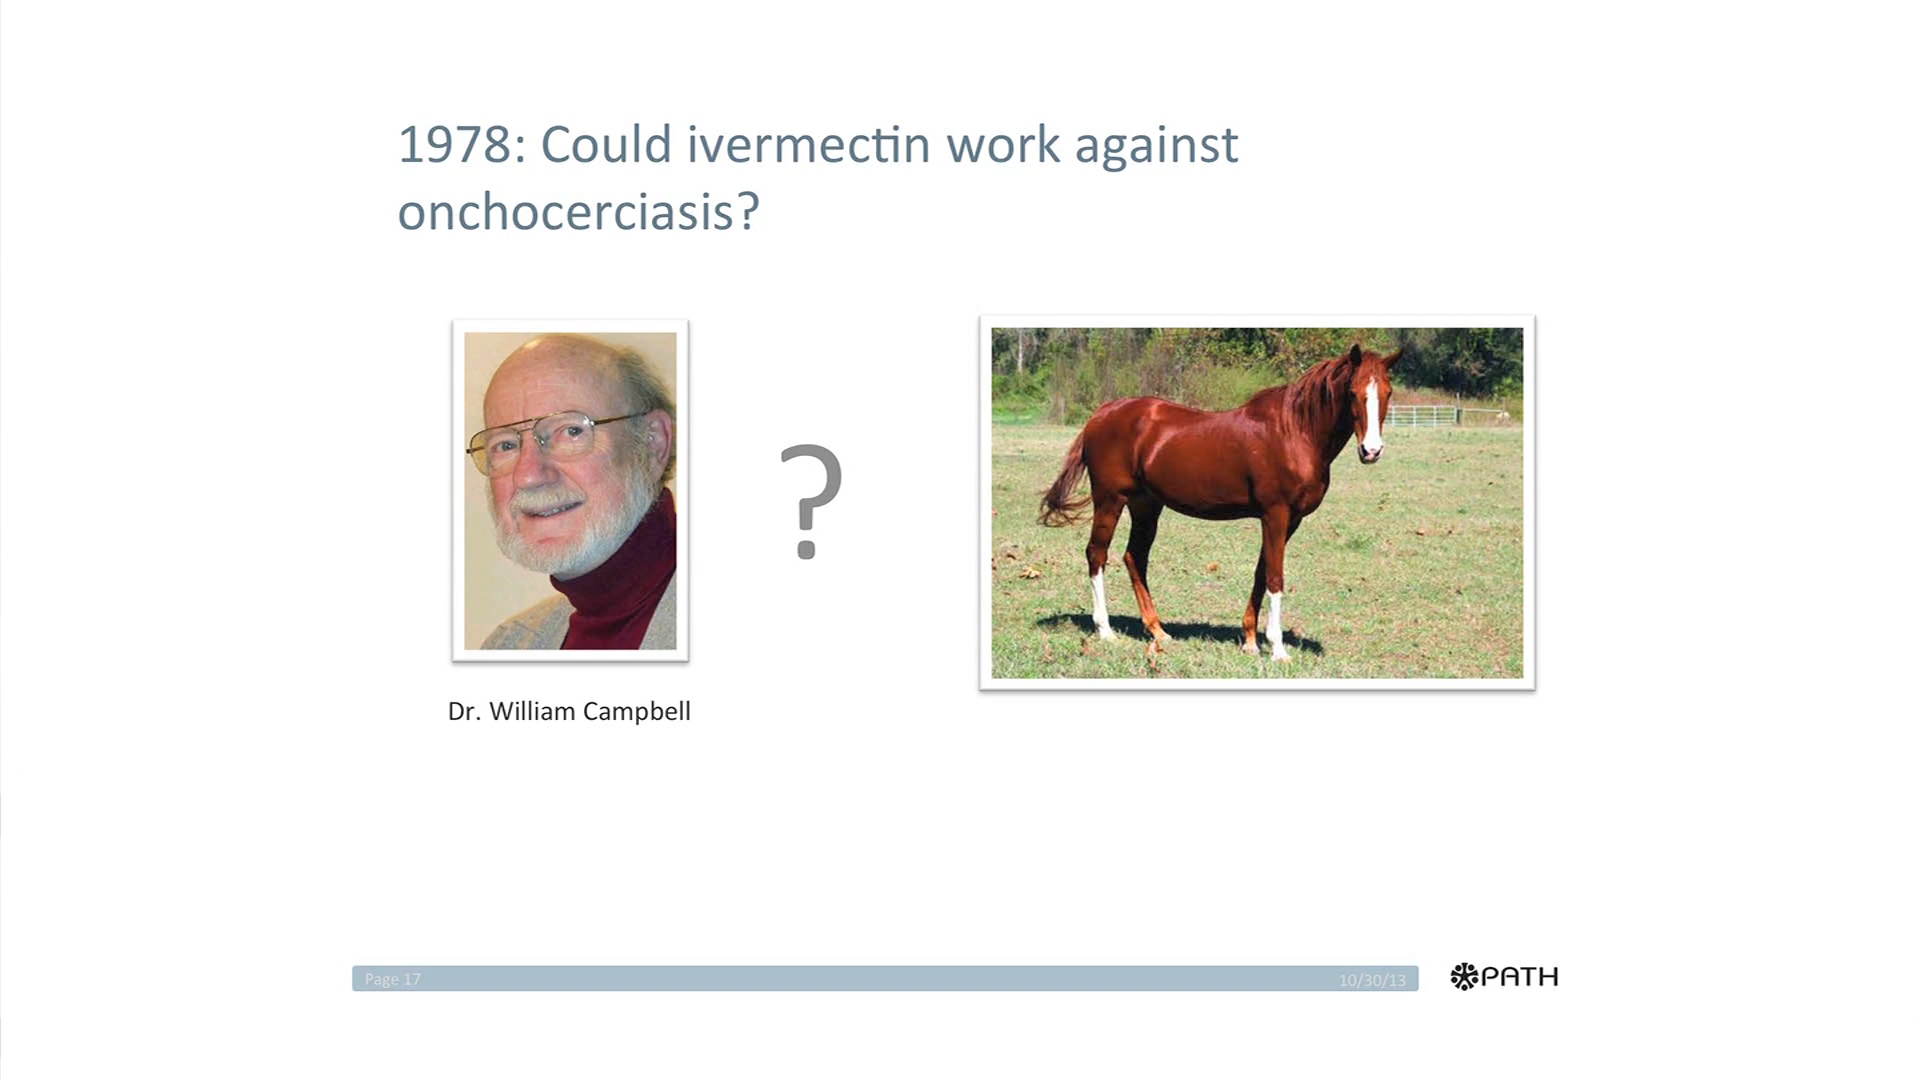 1978: Could ivermectin work against
onchocerciasis?
?
Dr. William Campbell
Page 17
10/30/13
PATH